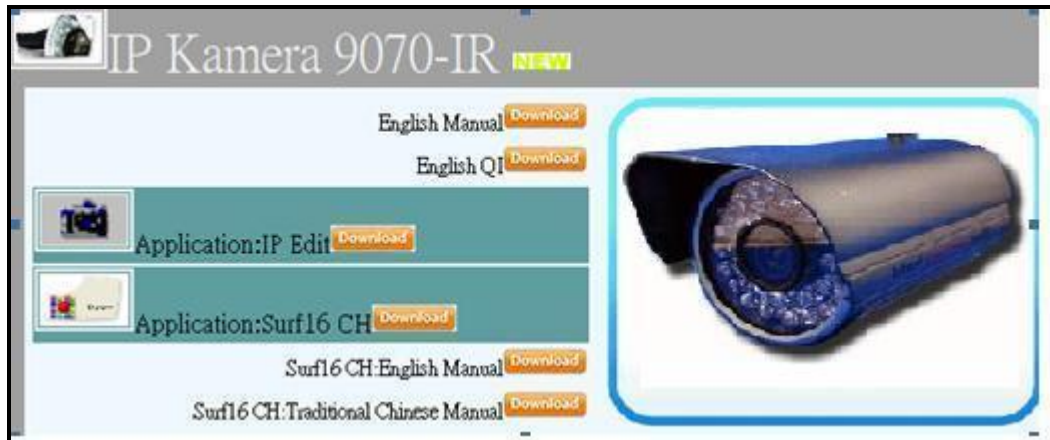 IP Kamera 9070-IR NEW
English Manual Download
English QI Download
Application:IP Edit Download
Application:Surf16 CH Download
Surf16 CH:English Manual Download
Surf16 CH:Traditional Chinese Manual Download